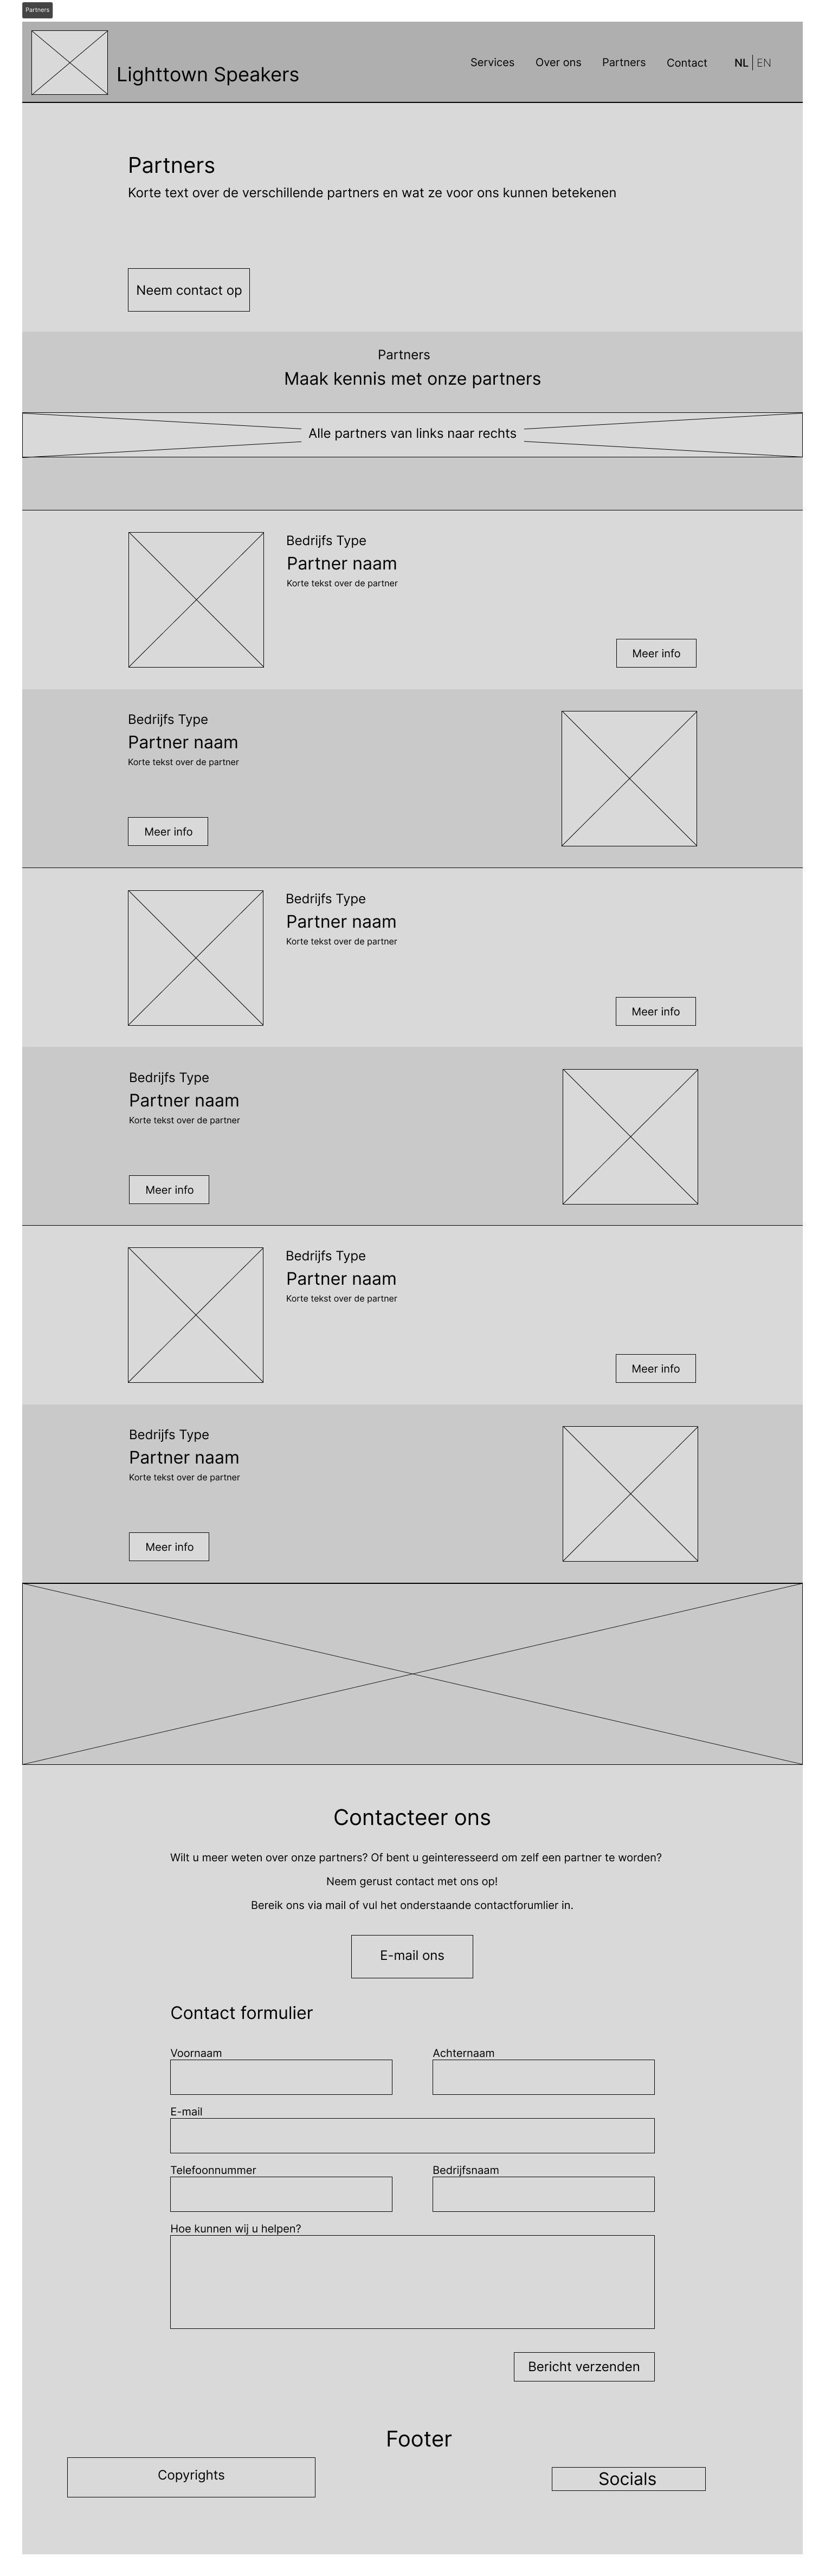 Partners
Lighttown Speakers
Services
Over ons
Partners
Contact
NL
EN
Partners
Korte text over de verschillende partners en wat ze voor ons kunnen betekenen
Neem contact op
Partners
Maak kennis met onze partners
Alle partners van links naar rechts
Bedrijfs Type
Partner naam
Korte tekst over de partner
Meer info
Bedrijfs Type
Partner naam
Korte tekst over de partner
Meer info
Bedrijfs Type
Partner naam
Korte tekst over de partner
Meer info
Bedrijfs Type
Partner naam
Korte tekst over de partner
Meer info
Bedrijfs Type
Partner naam
Korte tekst over de partner
Meer info
Bedrijfs Type
Partner naam
Korte tekst over de partner
Meer info
Contacteer ons
Wilt u meer weten over onze partners? Of bent u geinteresseerd om zelf een partner te worden?
Neem gerust contact met ons op!
Bereik ons via mail of vul het onderstaande contactforumlier in.
E-mail ons
Contact formulier
Voornaam
Achternaam
E-mail
Telefoonnummer
Bedrijfsnaam
Hoe kunnen wij u helpen?
Bericht verzenden
Footer
Copyrights
Socials